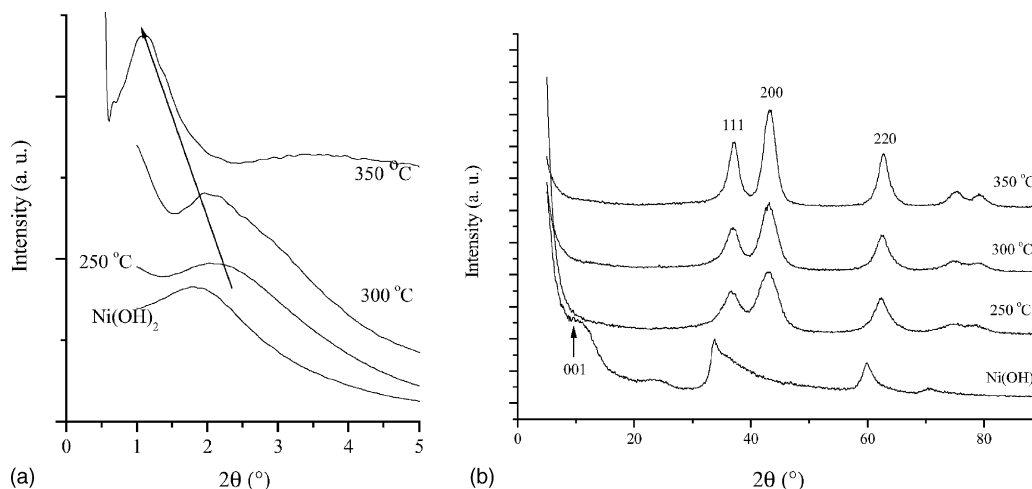 Intensity (a. u.)
350 °C
300 °C
250 °C
Ni(OH)₂
0 1 2 3 4 5
2θ (°)
(a)
Intensity (a. u.)
111
200
220
350 °C
300 °C
250 °C
Ni(OH)
001
0 20 40 60 80
2θ (°)
(b)